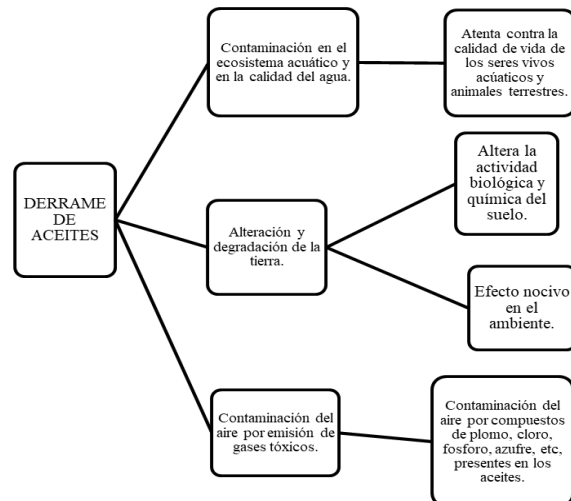 Contaminación en el
ecosistema acuático y
en la calidad del agua.
Atenta contra la
calidad de vida de
los seres vivos
acúaticos y
animales terrestres.
DERRAME
DE
ACEITES
Alteración y
degradación de la
tierra.
Altera la
actividad
biológica y
química del
suelo.
Efecto nocivo
en el
ambiente.
Contaminación del
aire por emisión de
gases tóxicos.
Contaminación del
aire por compuestos
de plomo, cloro,
fosforo, azufre, etc,
presentes en los
aceites.